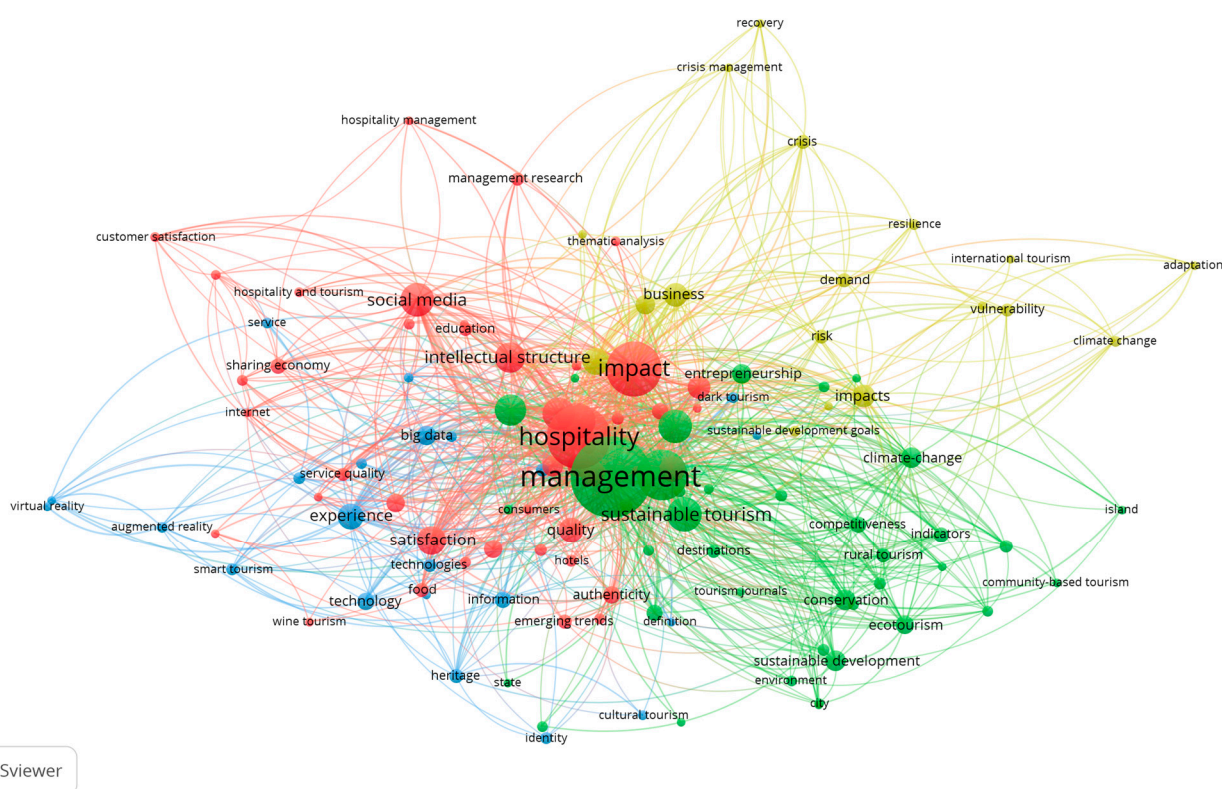 recovery
crisis management
hospitality management
crisis
management research
resilience
customer satisfaction
thematic analysis
international tourism
adaptation
demand
hospitality and tourism
business
social media
vulnerability
service
education
risk
climate change
intellectual structure
sharing economy
impact
entrepreneurship
dark tourism
impacts
internet
sustainable development goals
big data
hospitality
climate-change
service quality
management
virtual reality
consumers
island
experience
sustainable tourism
augmented reality
quality
competitiveness
indicators
satisfaction
destinations
rural tourism
hotels
technologies
smart tourism
community-based tourism
food
tourism journals
authenticity
technology
information
conservation
wine tourism
emerging trends
definition
ecotourism
sustainable development
heritage
state
environment
city
cultural tourism
identity
Sviewer